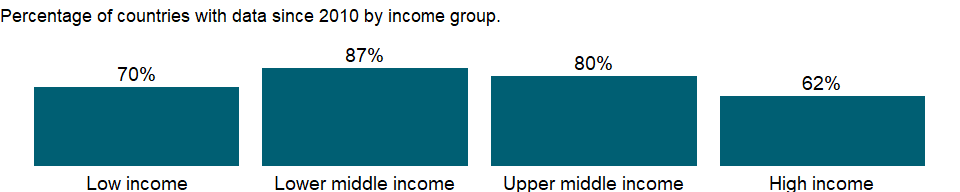 Percentage of countries with data since 2010 by income group.
70%
87%
80%
62%
Low income
Lower middle income
Upper middle income
High income